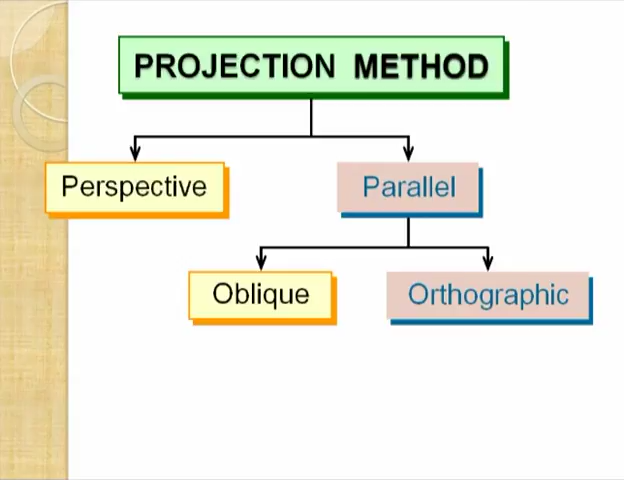 PROJECTION METHOD
Perspective
Parallel
Oblique
Orthographic